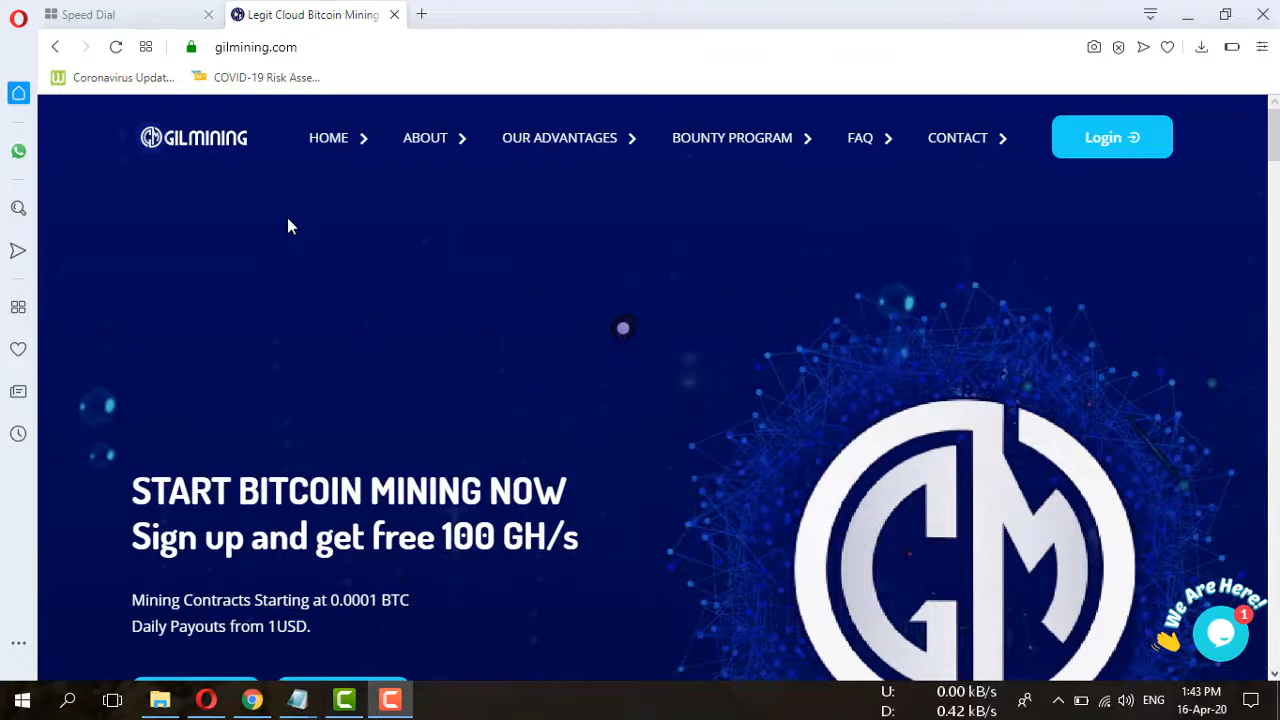 Speed Dial
Legit Cloud Bitcoin Mining
gilmining.com
Coronavirus Updat...
COVID-19 Risk Asse...
GILMINING
HOME
ABOUT
OUR ADVANTAGES
BOUNTY PROGRAM
FAQ
CONTACT
Login
START BITCOIN MINING NOW
Sign up and get free 100 GH/s
Mining Contracts Starting at 0.0001 BTC
Daily Payouts from 1USD.
GM
We Are Here!
1
U: 0.00 kB/s
D: 0.42 kB/s
ENG
1:43 PM
16-Apr-20